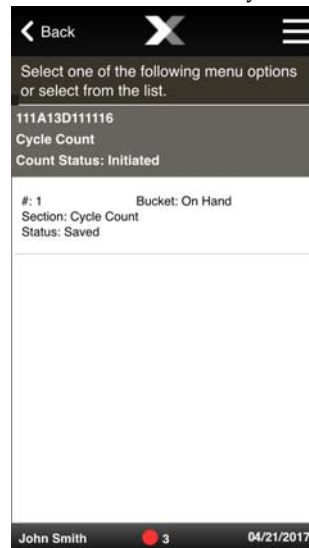 Back
Select one of the following menu options
or select from the list.
111A13D111116
Cycle Count
Count Status: Initiated
#: 1 Bucket: On Hand
Section: Cycle Count
Status: Saved
John Smith 3 04/21/2017